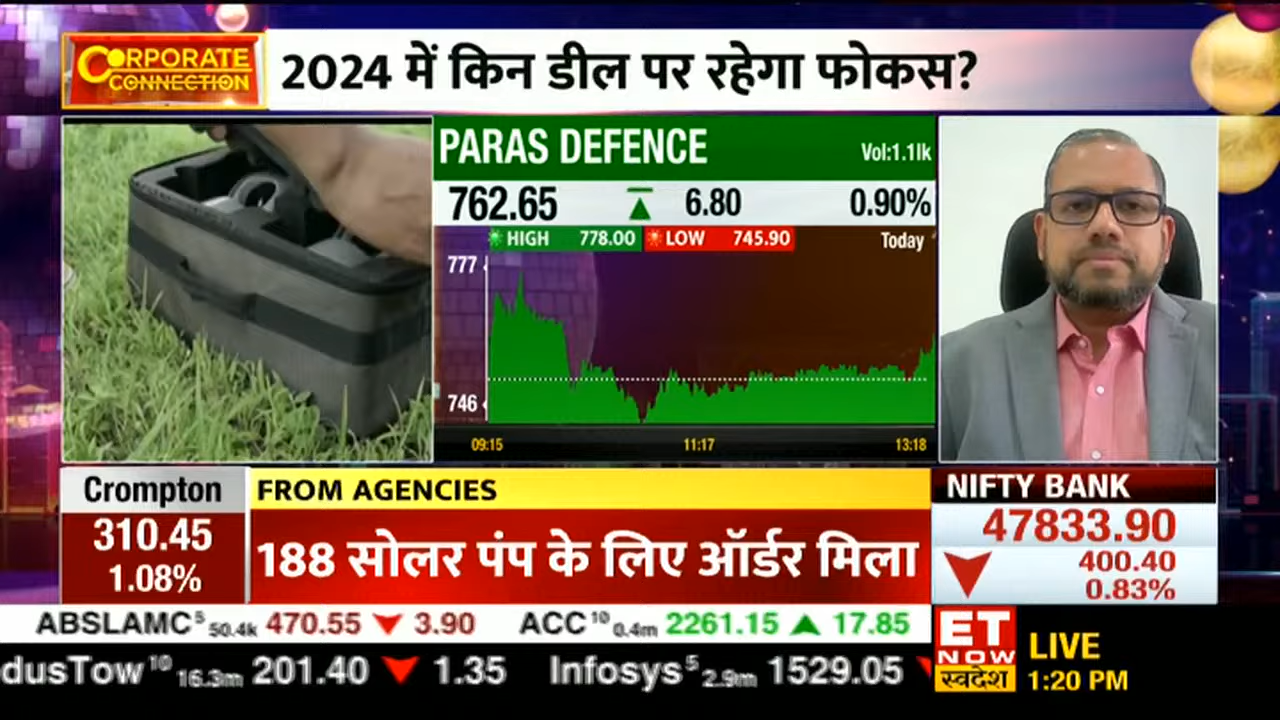 CORPORATE
CONNECTION
2024 में किन डील पर रहेगा फोकस?
PARAS DEFENCE Vol:1.1lk
762.65 6.80 0.90%
HIGH 778.00 LOW 745.90 Today
777
746
09:15 11:17 13:18
Crompton
310.45
1.08%
FROM AGENCIES
188 सोलर पंप के लिए ऑर्डर मिला
NIFTY BANK
47833.90
400.40
0.83%
ABSLAMC 5 50.4k 470.55 3.90 ACC 10 0.4m 2261.15 17.85
dusTow 10 16.3m 201.40 1.35 Infosys 5 2.9m 1529.05
ET
NOW
स्वदेश
LIVE
1:20 PM